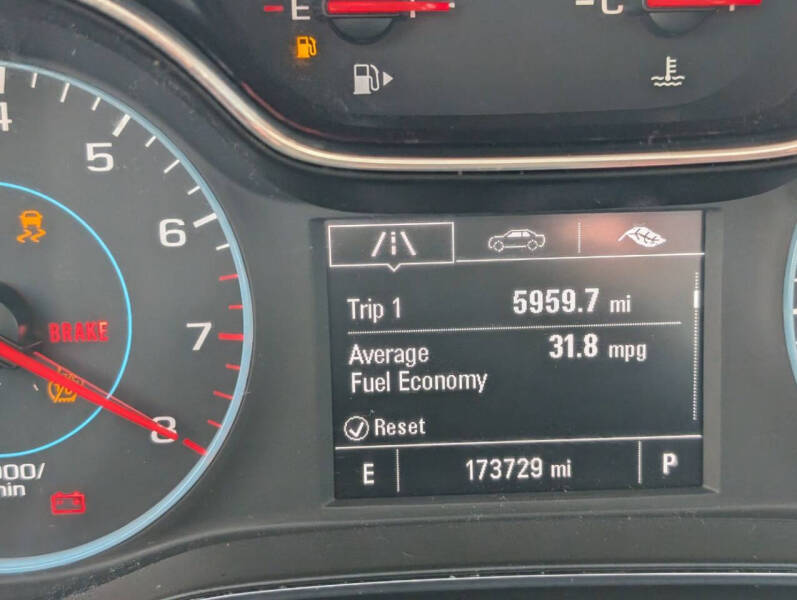 E
C
4
5
6
7
8
BRAKE
Trip 1 5959.7 mi
Average 31.8 mpg
Fuel Economy
Reset
E 173729 mi P